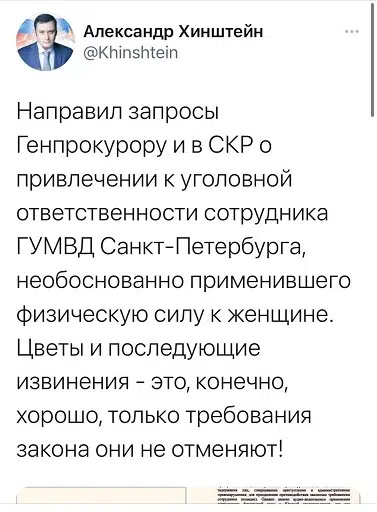 Александр Хинштейн
@Khinshtein
Направил запросы
Генпрокурору и в СКР о
привлечении к уголовной
ответственности сотрудника
ГУМВД Санкт-Петербурга,
необоснованно применившего
физическую силу к женщине.
Цветы и последующие
извинения - это, конечно,
хорошо, только требования
закона они не отменяют!